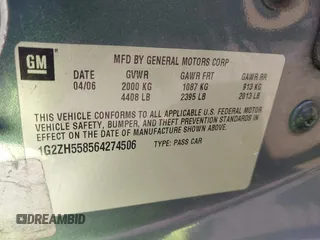 GM
MFD BY GENERAL MOTORS CORP
DATE GVWR GAWR FRT GAWR RR
04/06 2000 KG 1087 KG 913 KG
4408 LB 2395 LB 2013 LB
THIS VEHICLE CONFORMS TO ALL APPLICABLE U.S. FEDERAL MOTOR
VEHICLE SAFETY, BUMPER, AND THEFT PREVENTION STANDARDS IN
EFFECT ON THE DATE OF MANUFACTURE SHOWN ABOVE.
1G2ZH558564274506 TYPE: PASS CAR
DREAMBID